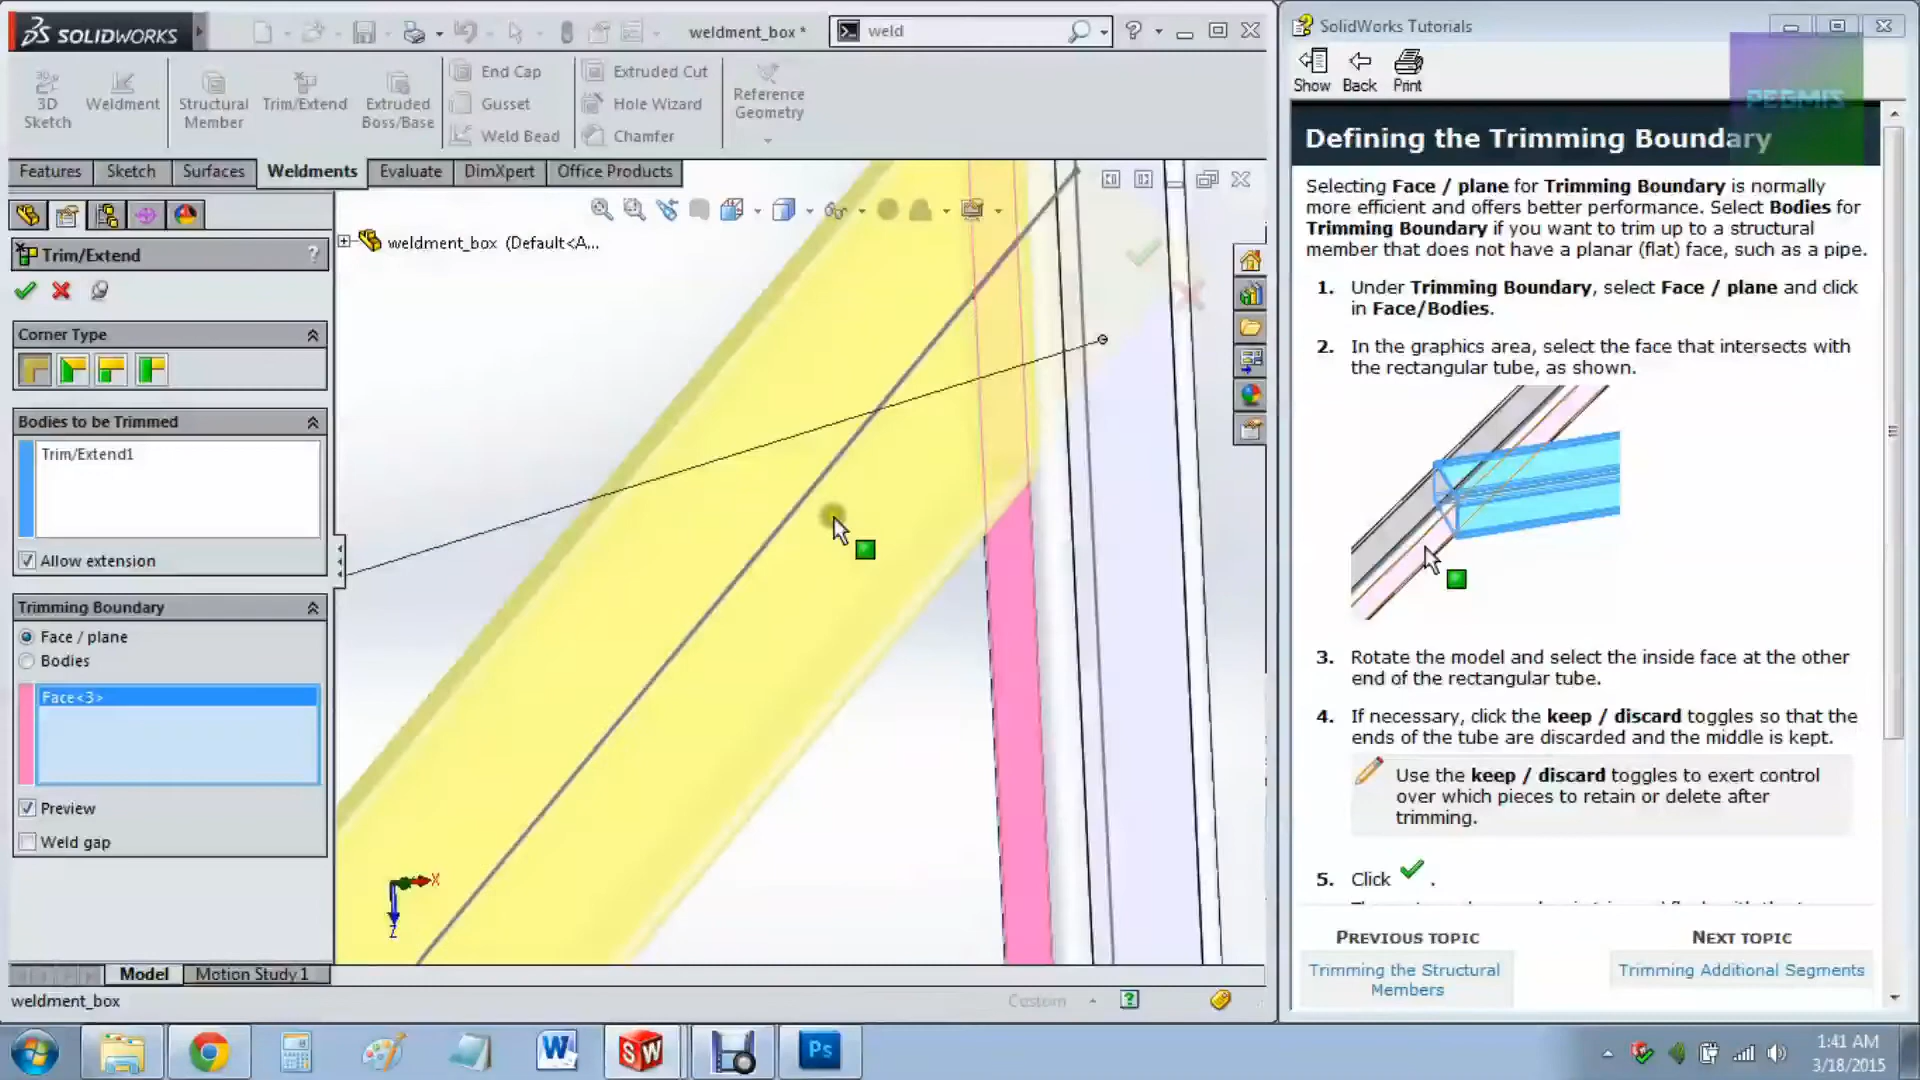 SOLIDWORKS
weldment_box *
weld
3D Sketch
Weldment
Structural Member
Trim/Extend
Extruded Boss/Base
End Cap
Gusset
Weld Bead
Extruded Cut
Hole Wizard
Chamfer
Reference Geometry
Features
Sketch
Surfaces
Weldments
Evaluate
DimXpert
Office Products
Trim/Extend
?
Corner Type
Bodies to be Trimmed
Trim/Extend1
Allow extension
Trimming Boundary
Face / plane
Bodies
Face<3>
Preview
Weld gap
weldment_box (Default<A...
X
Z
Model
Motion Study 1
weldment_box
Custom
SolidWorks Tutorials
Show
Back
Print
PEGMIS
Defining the Trimming Boundary
Selecting Face / plane for Trimming Boundary is normally
more efficient and offers better performance. Select Bodies for
Trimming Boundary if you want to trim up to a structural
member that does not have a planar (flat) face, such as a pipe.
1. Under Trimming Boundary, select Face / plane and click
in Face/Bodies.
2. In the graphics area, select the face that intersects with
the rectangular tube, as shown.
3. Rotate the model and select the inside face at the other
end of the rectangular tube.
4. If necessary, click the keep / discard toggles so that the
ends of the tube are discarded and the middle is kept.
Use the keep / discard toggles to exert control
over which pieces to retain or delete after
trimming.
5. Click .
PREVIOUS TOPIC
Trimming the Structural
Members
NEXT TOPIC
Trimming Additional Segments
W
SW
Ps
1:41 AM
3/18/2015